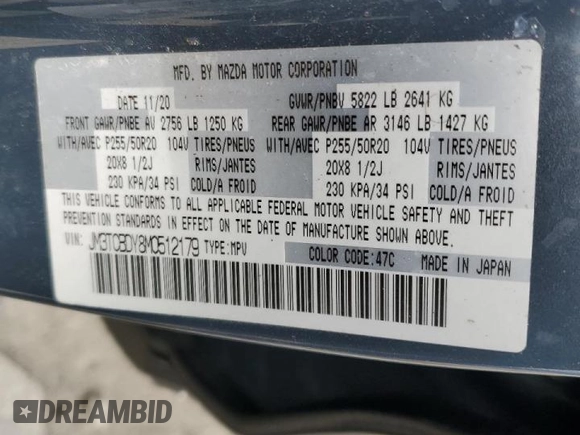 MFD. BY MAZDA MOTOR CORPORATION
DATE 11/20 GVWR/PNBV 5822 LB 2641 KG
FRONT GAWR/PNBE AV 2756 LB 1250 KG REAR GAWR/PNBE AR 3146 LB 1427 KG
WITH/AVEC P255/50R20 104V TIRES/PNEUS WITH/AVEC P255/50R20 104V TIRES/PNEUS
20X8 1/2J RIMS/JANTES 20X8 1/2J RIMS/JANTES
230 KPA/34 PSI COLD/A FROID 230 KPA/34 PSI COLD/A FROID
THIS VEHICLE CONFORMS TO ALL APPLICABLE FEDERAL MOTOR VEHICLE SAFETY AND THEFT
PREVENTION STANDARDS IN EFFECT ON THE DATE OF MANUFACTURE SHOWN ABOVE.
VIN: JM3TCBDY8M0512179 TYPE: MPV COLOR CODE:47C MADE IN JAPAN
DREAMBID